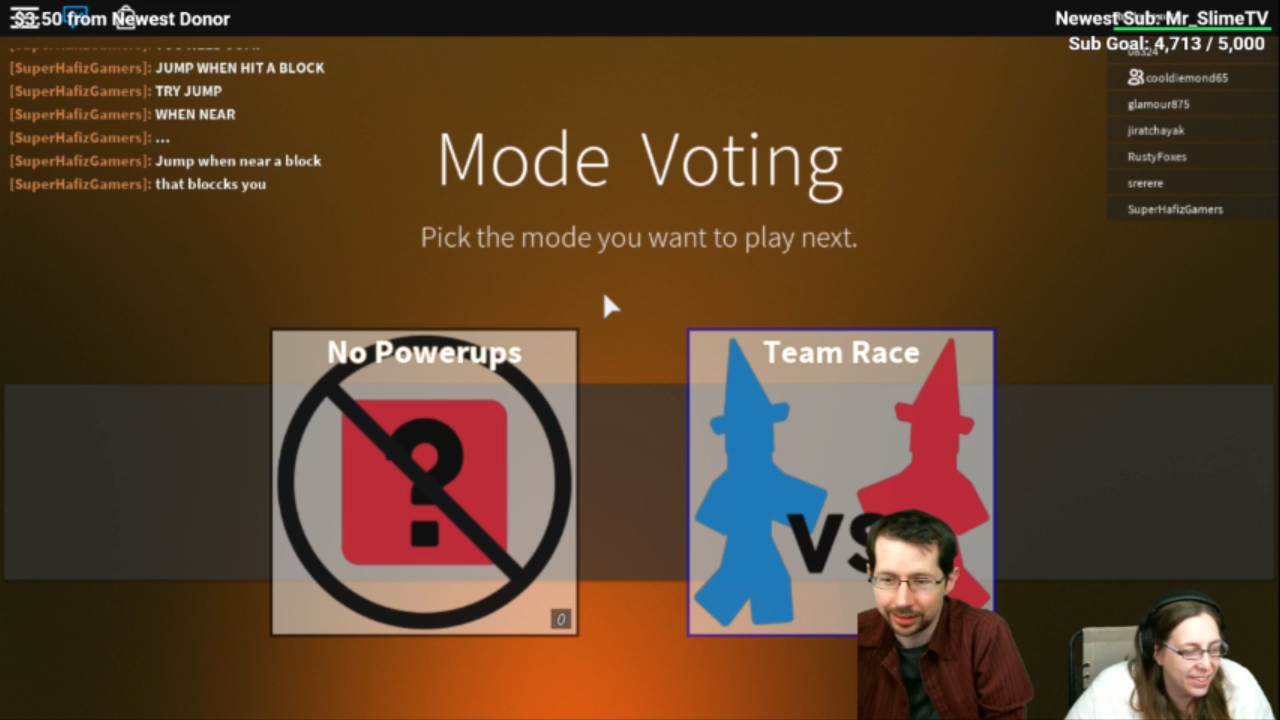 $3.50 from Newest Donor
Newest Sub: Mr_SlimeTV
Sub Goal: 4,713 / 5,000
[SuperHafizGamers]: JUMP WHEN HIT A BLOCK
[SuperHafizGamers]: TRY JUMP
[SuperHafizGamers]: WHEN NEAR
[SuperHafizGamers]: ...
[SuperHafizGamers]: Jump when near a block
[SuperHafizGamers]: that bloccks you
cooldiemond65
glamour875
jiratchayak
RustyFoxes
srerere
SuperHafizGamers
Mode Voting
Pick the mode you want to play next.
No Powerups
?
0
Team Race
VS